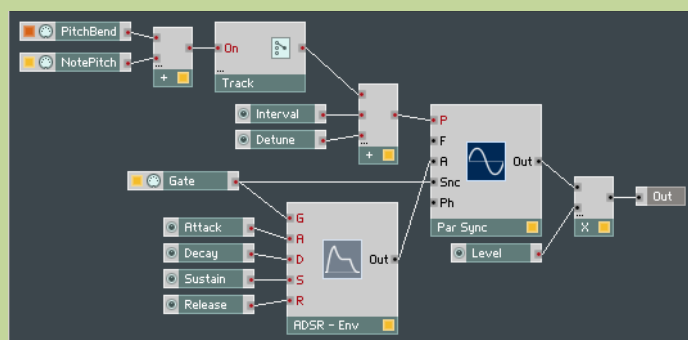 PitchBend
NotePitch
...
+
On
...
Track
Interval
Detune
...
+
P
F
A
Snc
Ph
Out
Par Sync
Gate
Attack
Decay
Sustain
Release
G
A
D
S
R
Out
ADSR - Env
Level
...
X
Out